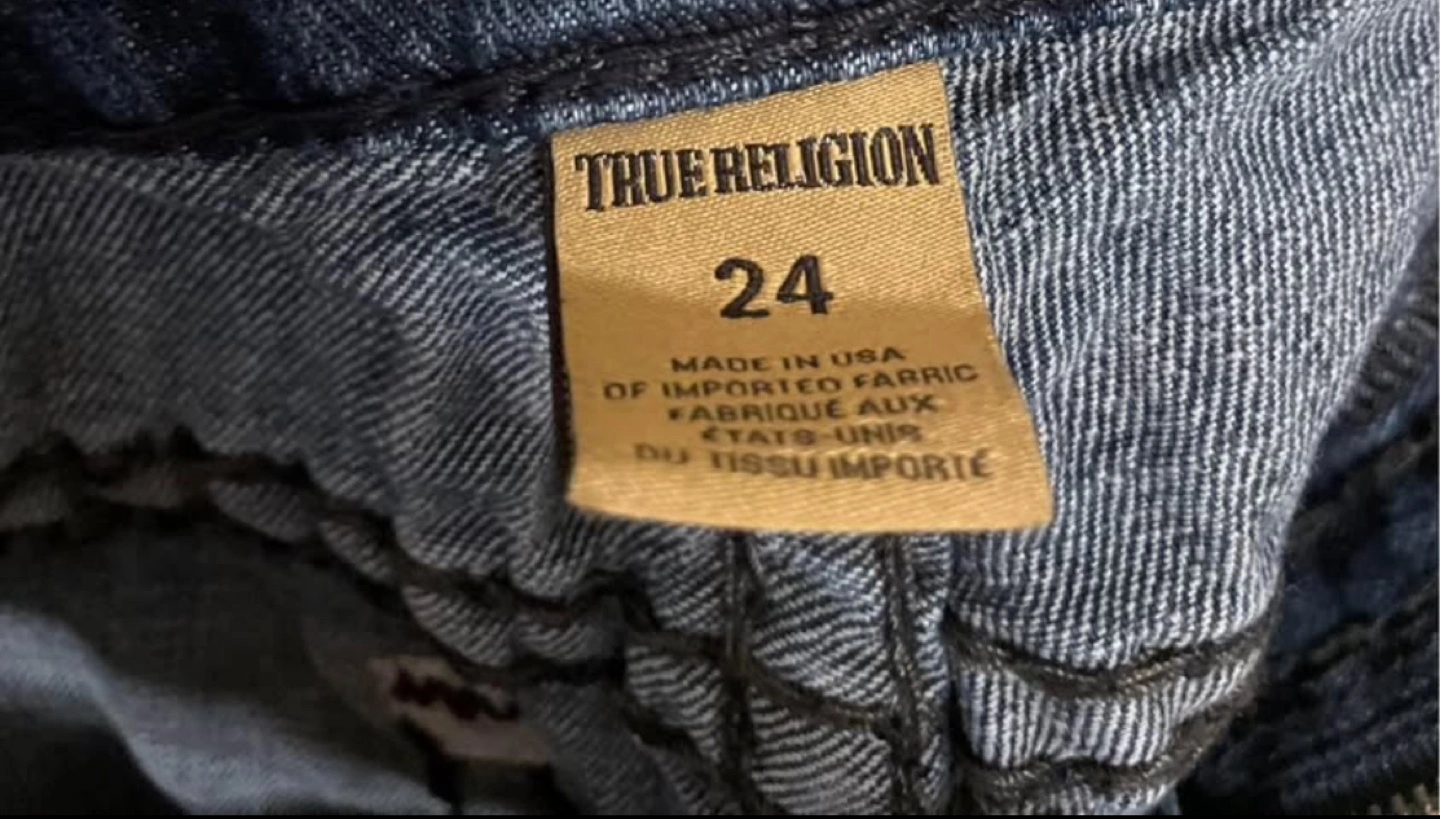 TRUE RELIGION
24
MADE IN USA
OF IMPORTED FABRIC
FABRIQUÉ AUX
ÉTATS-UNIS
DU TISSU IMPORTÉ